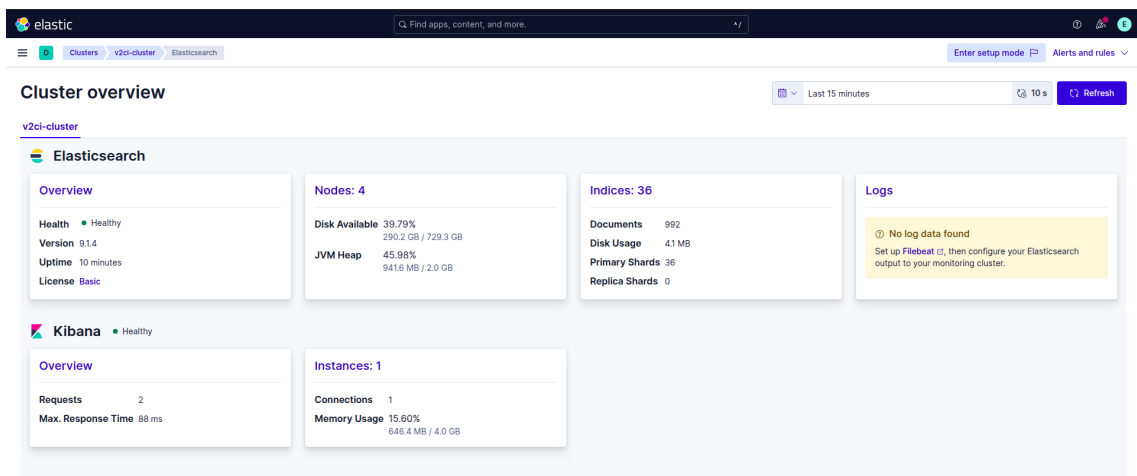 elastic
Find apps, content, and more.
^/
E
D
Clusters
v2ci-cluster
Elasticsearch
Enter setup mode
Alerts and rules
Cluster overview
Last 15 minutes
10 s
Refresh
v2ci-cluster
Elasticsearch
Overview
Health Healthy
Version 9.1.4
Uptime 10 minutes
License Basic
Nodes: 4
Disk Available 39.79%
290.2 GB / 729.3 GB
JVM Heap 45.98%
941.6 MB / 2.0 GB
Indices: 36
Documents 992
Disk Usage 4.1 MB
Primary Shards 36
Replica Shards 0
Logs
No log data found
Set up Filebeat, then configure your Elasticsearch
output to your monitoring cluster.
Kibana Healthy
Overview
Requests 2
Max. Response Time 88 ms
Instances: 1
Connections 1
Memory Usage 15.60%
646.4 MB / 4.0 GB